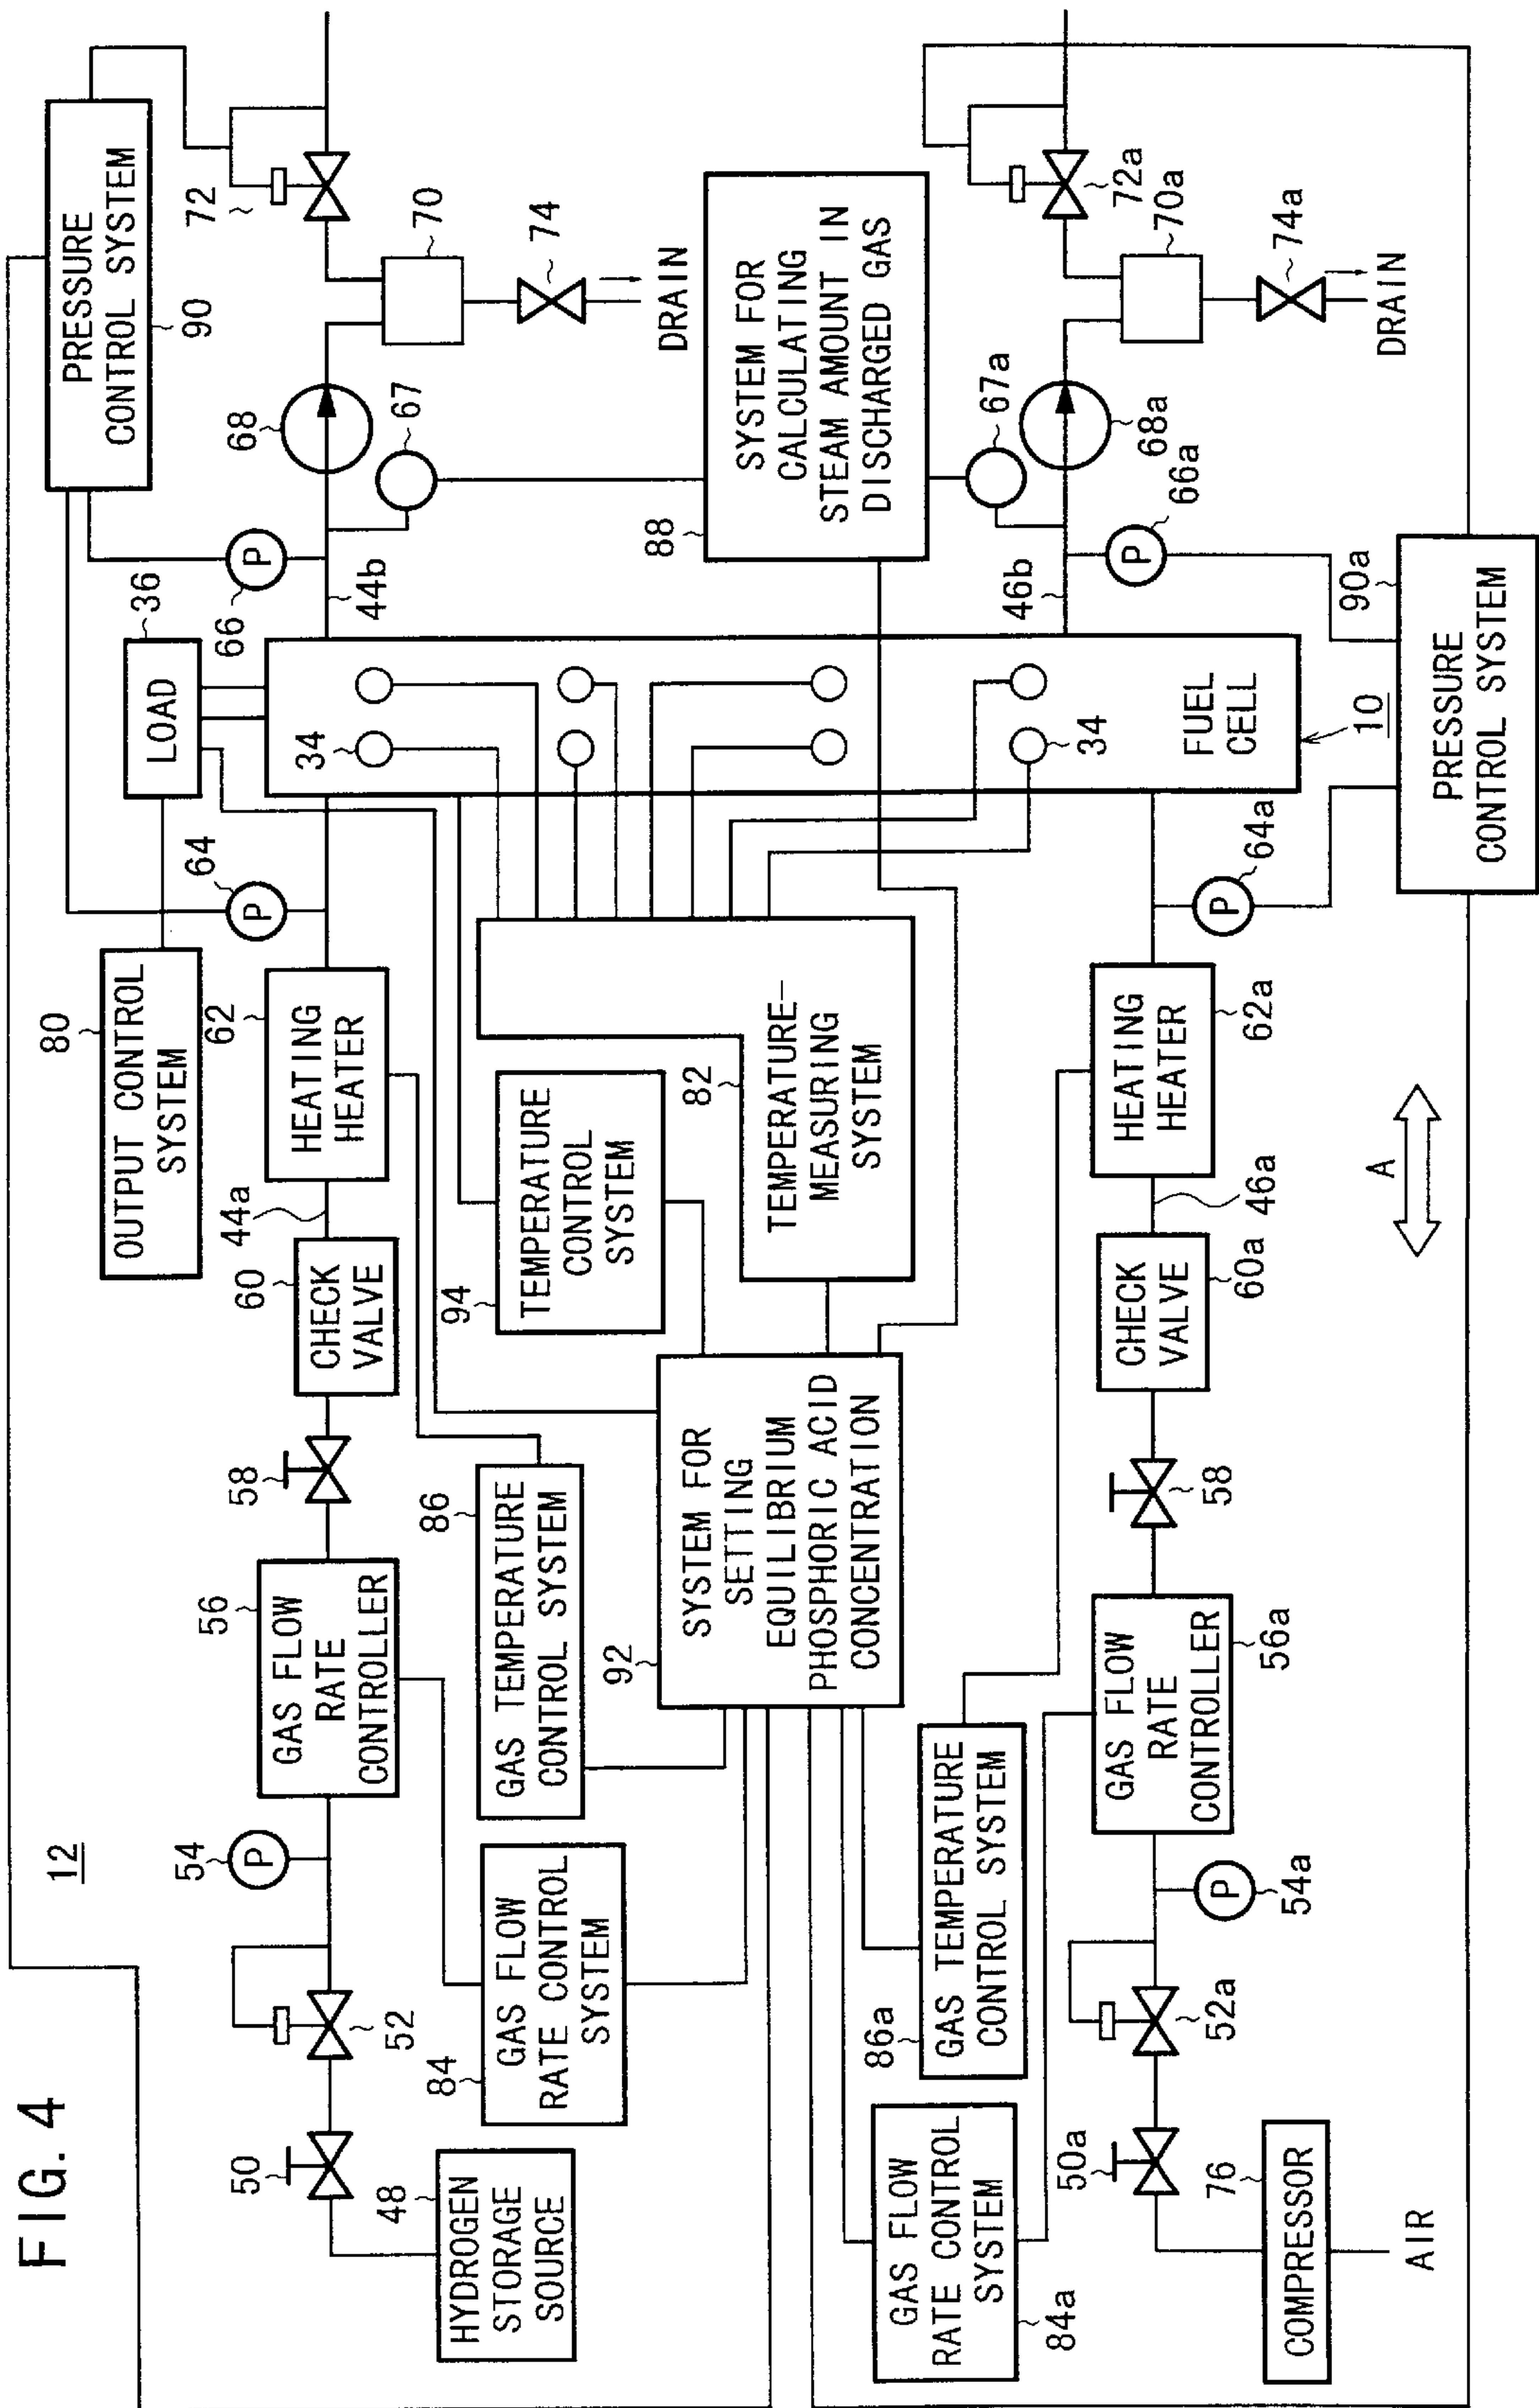 FIG. 4
12
PRESSURE
CONTROL SYSTEM
90
80
OUTPUT CONTROL
SYSTEM
LOAD
36
50
52
54
P
56
GAS FLOW
RATE
CONTROLLER
58
60
CHECK
VALVE
44a
62
HEATING
HEATER
64
P
66
P
44b
68
67
72
70
74
DRAIN
48
HYDROGEN
STORAGE
SOURCE
84
GAS FLOW
RATE CONTROL
SYSTEM
86
GAS TEMPERATURE
CONTROL SYSTEM
94
TEMPERATURE
CONTROL
SYSTEM
82
TEMPERATURE-
MEASURING
SYSTEM
34
34
FUEL
CELL
10
92
SYSTEM FOR
SETTING
EQUILIBRIUM
PHOSPHORIC ACID
CONCENTRATION
88
SYSTEM FOR
CALCULATING
STEAM AMOUNT IN
DISCHARGED GAS
84a
GAS FLOW
RATE CONTROL
SYSTEM
86a
GAS TEMPERATURE
CONTROL SYSTEM
50a
52a
54a
P
56a
GAS FLOW
RATE
CONTROLLER
58
60a
CHECK
VALVE
46a
62a
HEATING
HEATER
64a
P
66a
P
46b
67a
68a
72a
70a
74a
DRAIN
76
COMPRESSOR
AIR
A
90a
PRESSURE
CONTROL SYSTEM